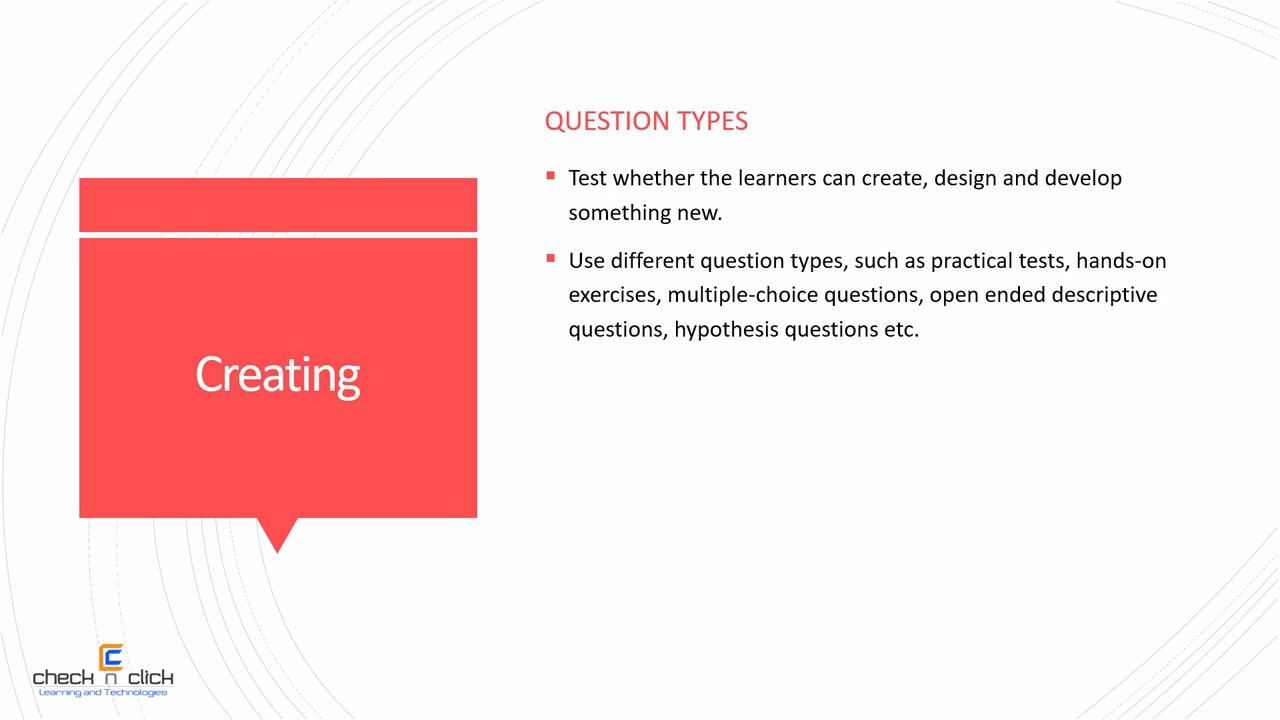 QUESTION TYPES
Test whether the learners can create, design and develop
something new.
Use different question types, such as practical tests, hands-on
exercises, multiple-choice questions, open ended descriptive
questions, hypothesis questions etc.
Creating
check n click
Learning and Technologies